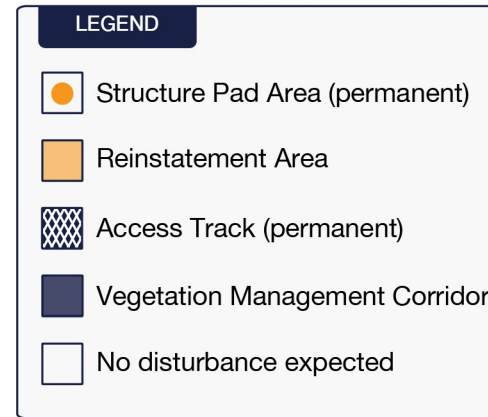 LEGEND
Structure Pad Area (permanent)
Reinstatement Area
Access Track (permanent)
Vegetation Management Corridor
No disturbance expected